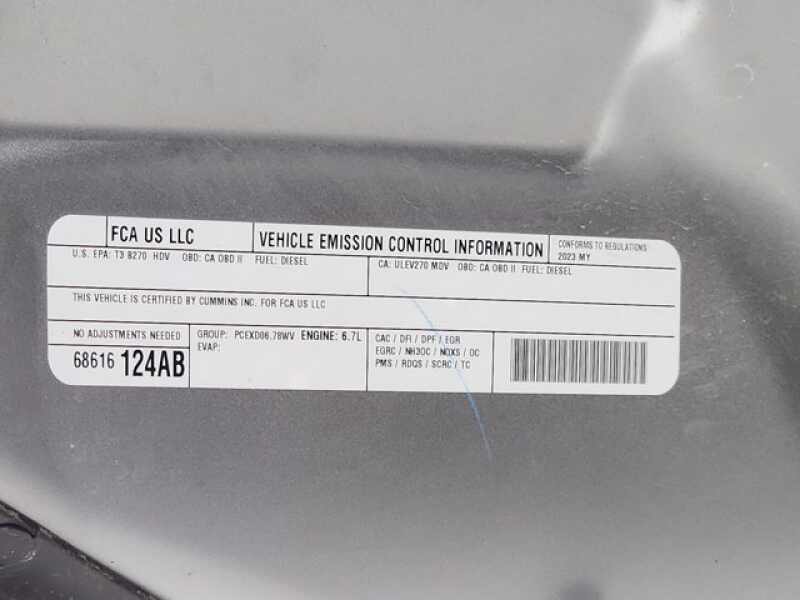 FCA US LLC
VEHICLE EMISSION CONTROL INFORMATION
CONFORMS TO REGULATIONS:
2023 MY
U.S. EPA: T3 B270 HDV OBD: CA OBD II FUEL: DIESEL
CA: ULEV270 MDV OBD: CA OBD II FUEL: DIESEL
THIS VEHICLE IS CERTIFIED BY CUMMINS INC. FOR FCA US LLC
NO ADJUSTMENTS NEEDED
68616 124AB
GROUP: PCEXD06.78WV ENGINE: 6.7L
EVAP:
CAC / DFI / DPF / EGR
EGRC / NH3OC / NOXS / OC
PMS / RDQS / SCRC / TC